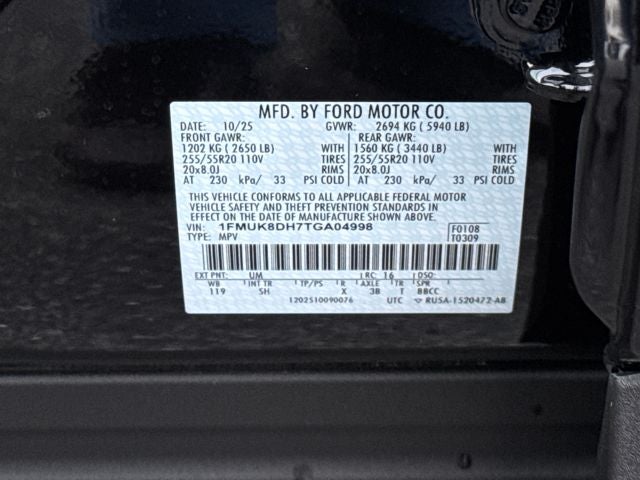 MFD. BY FORD MOTOR CO.
DATE: 10/25 GVWR: 2694 KG ( 5940 LB)
FRONT GAWR: REAR GAWR:
1202 KG ( 2650 LB) WITH 1560 KG ( 3440 LB) WITH
255/55R20 110V TIRES 255/55R20 110V TIRES
20x8.0J RIMS 20x8.0J RIMS
AT 230 kPa/ 33 PSI COLD AT 230 kPa/ 33 PSI COLD
THIS VEHICLE CONFORMS TO ALL APPLICABLE FEDERAL MOTOR
VEHICLE SAFETY AND THEFT PREVENTION STANDARDS IN
EFFECT ON THE DATE OF MANUFACTURE SHOWN ABOVE.
VIN: 1FMUK8DH7TGA04998 F0108
TYPE: MPV T0309
EXT PNT: UM RC: 16 DSO:
WB INT TR TP/PS R AXLE TR SPR
119 SH X 3B T BBCC
1202510090076 UTC RU5A-1520472-AB